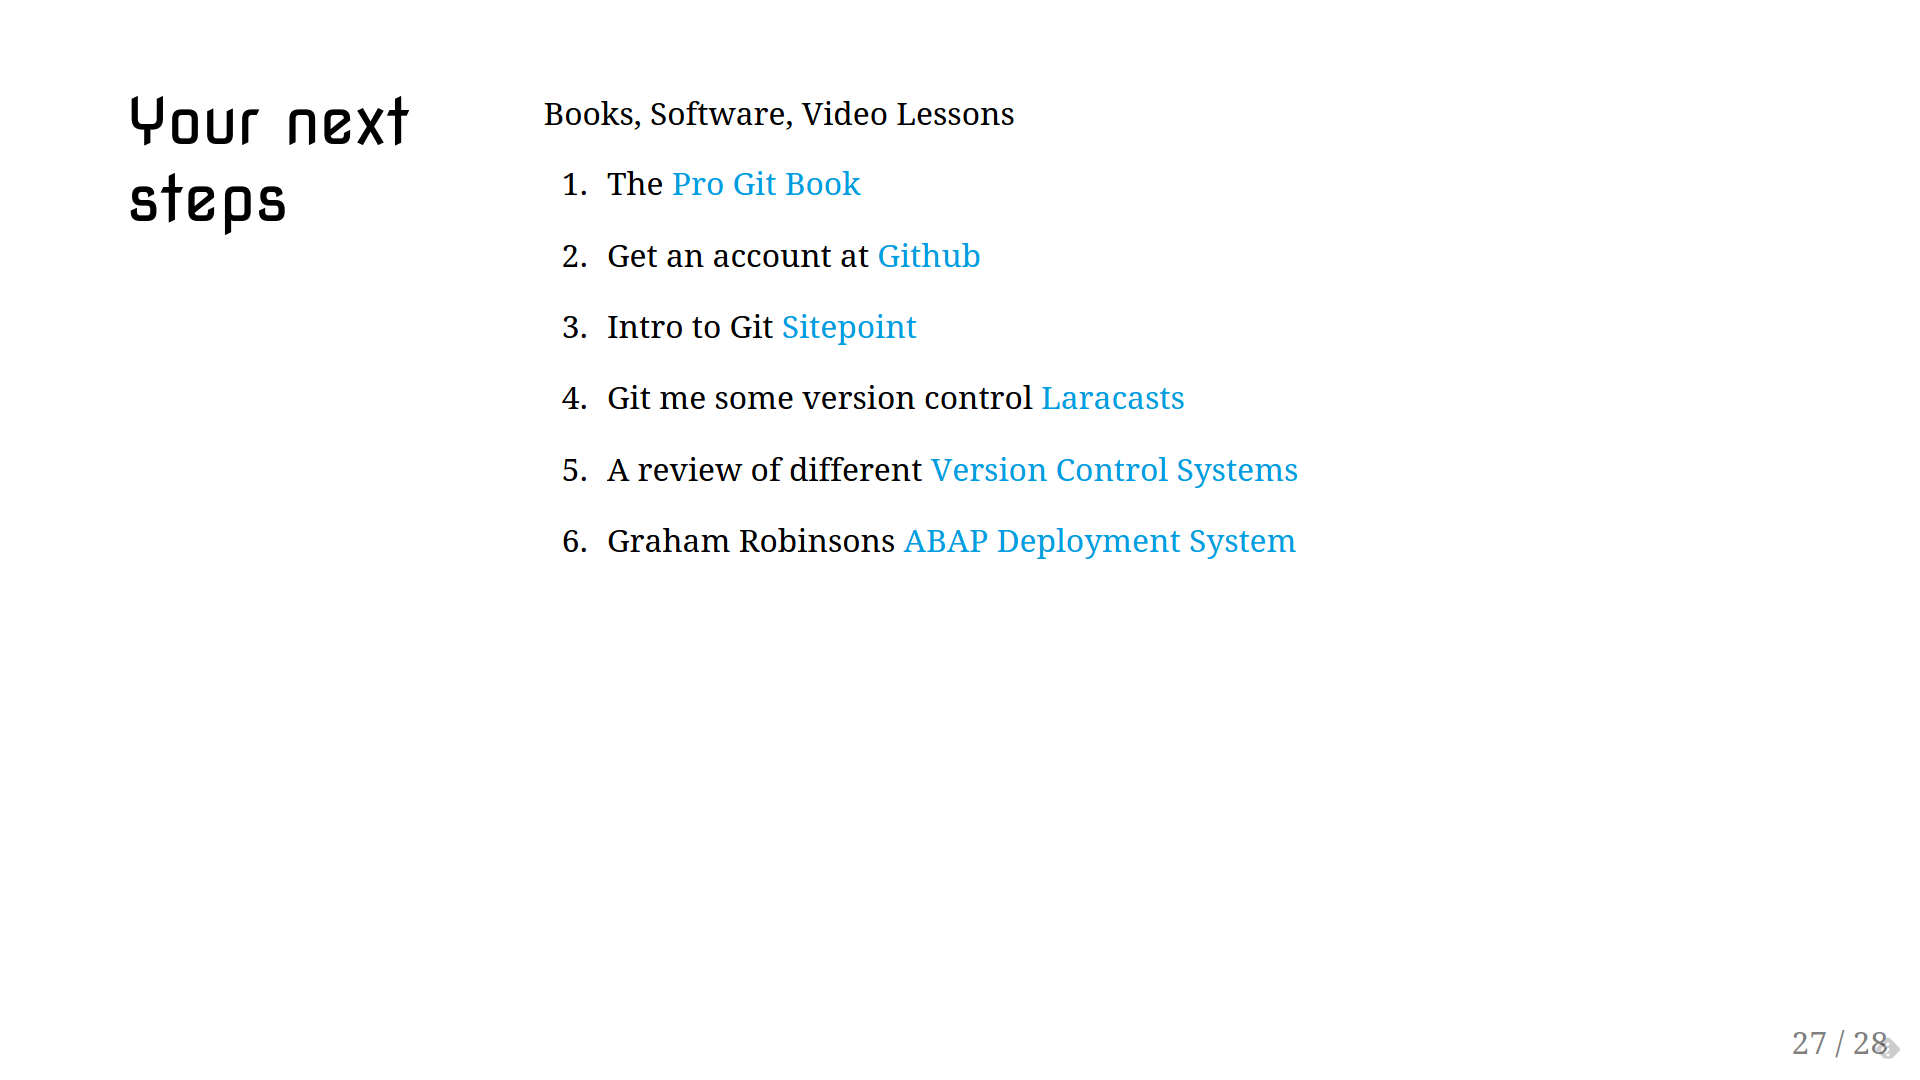 Your next
steps
Books, Software, Video Lessons
1. The Pro Git Book
2. Get an account at Github
3. Intro to Git Sitepoint
4. Git me some version control Laracasts
5. A review of different Version Control Systems
6. Graham Robinsons ABAP Deployment System
27 / 28